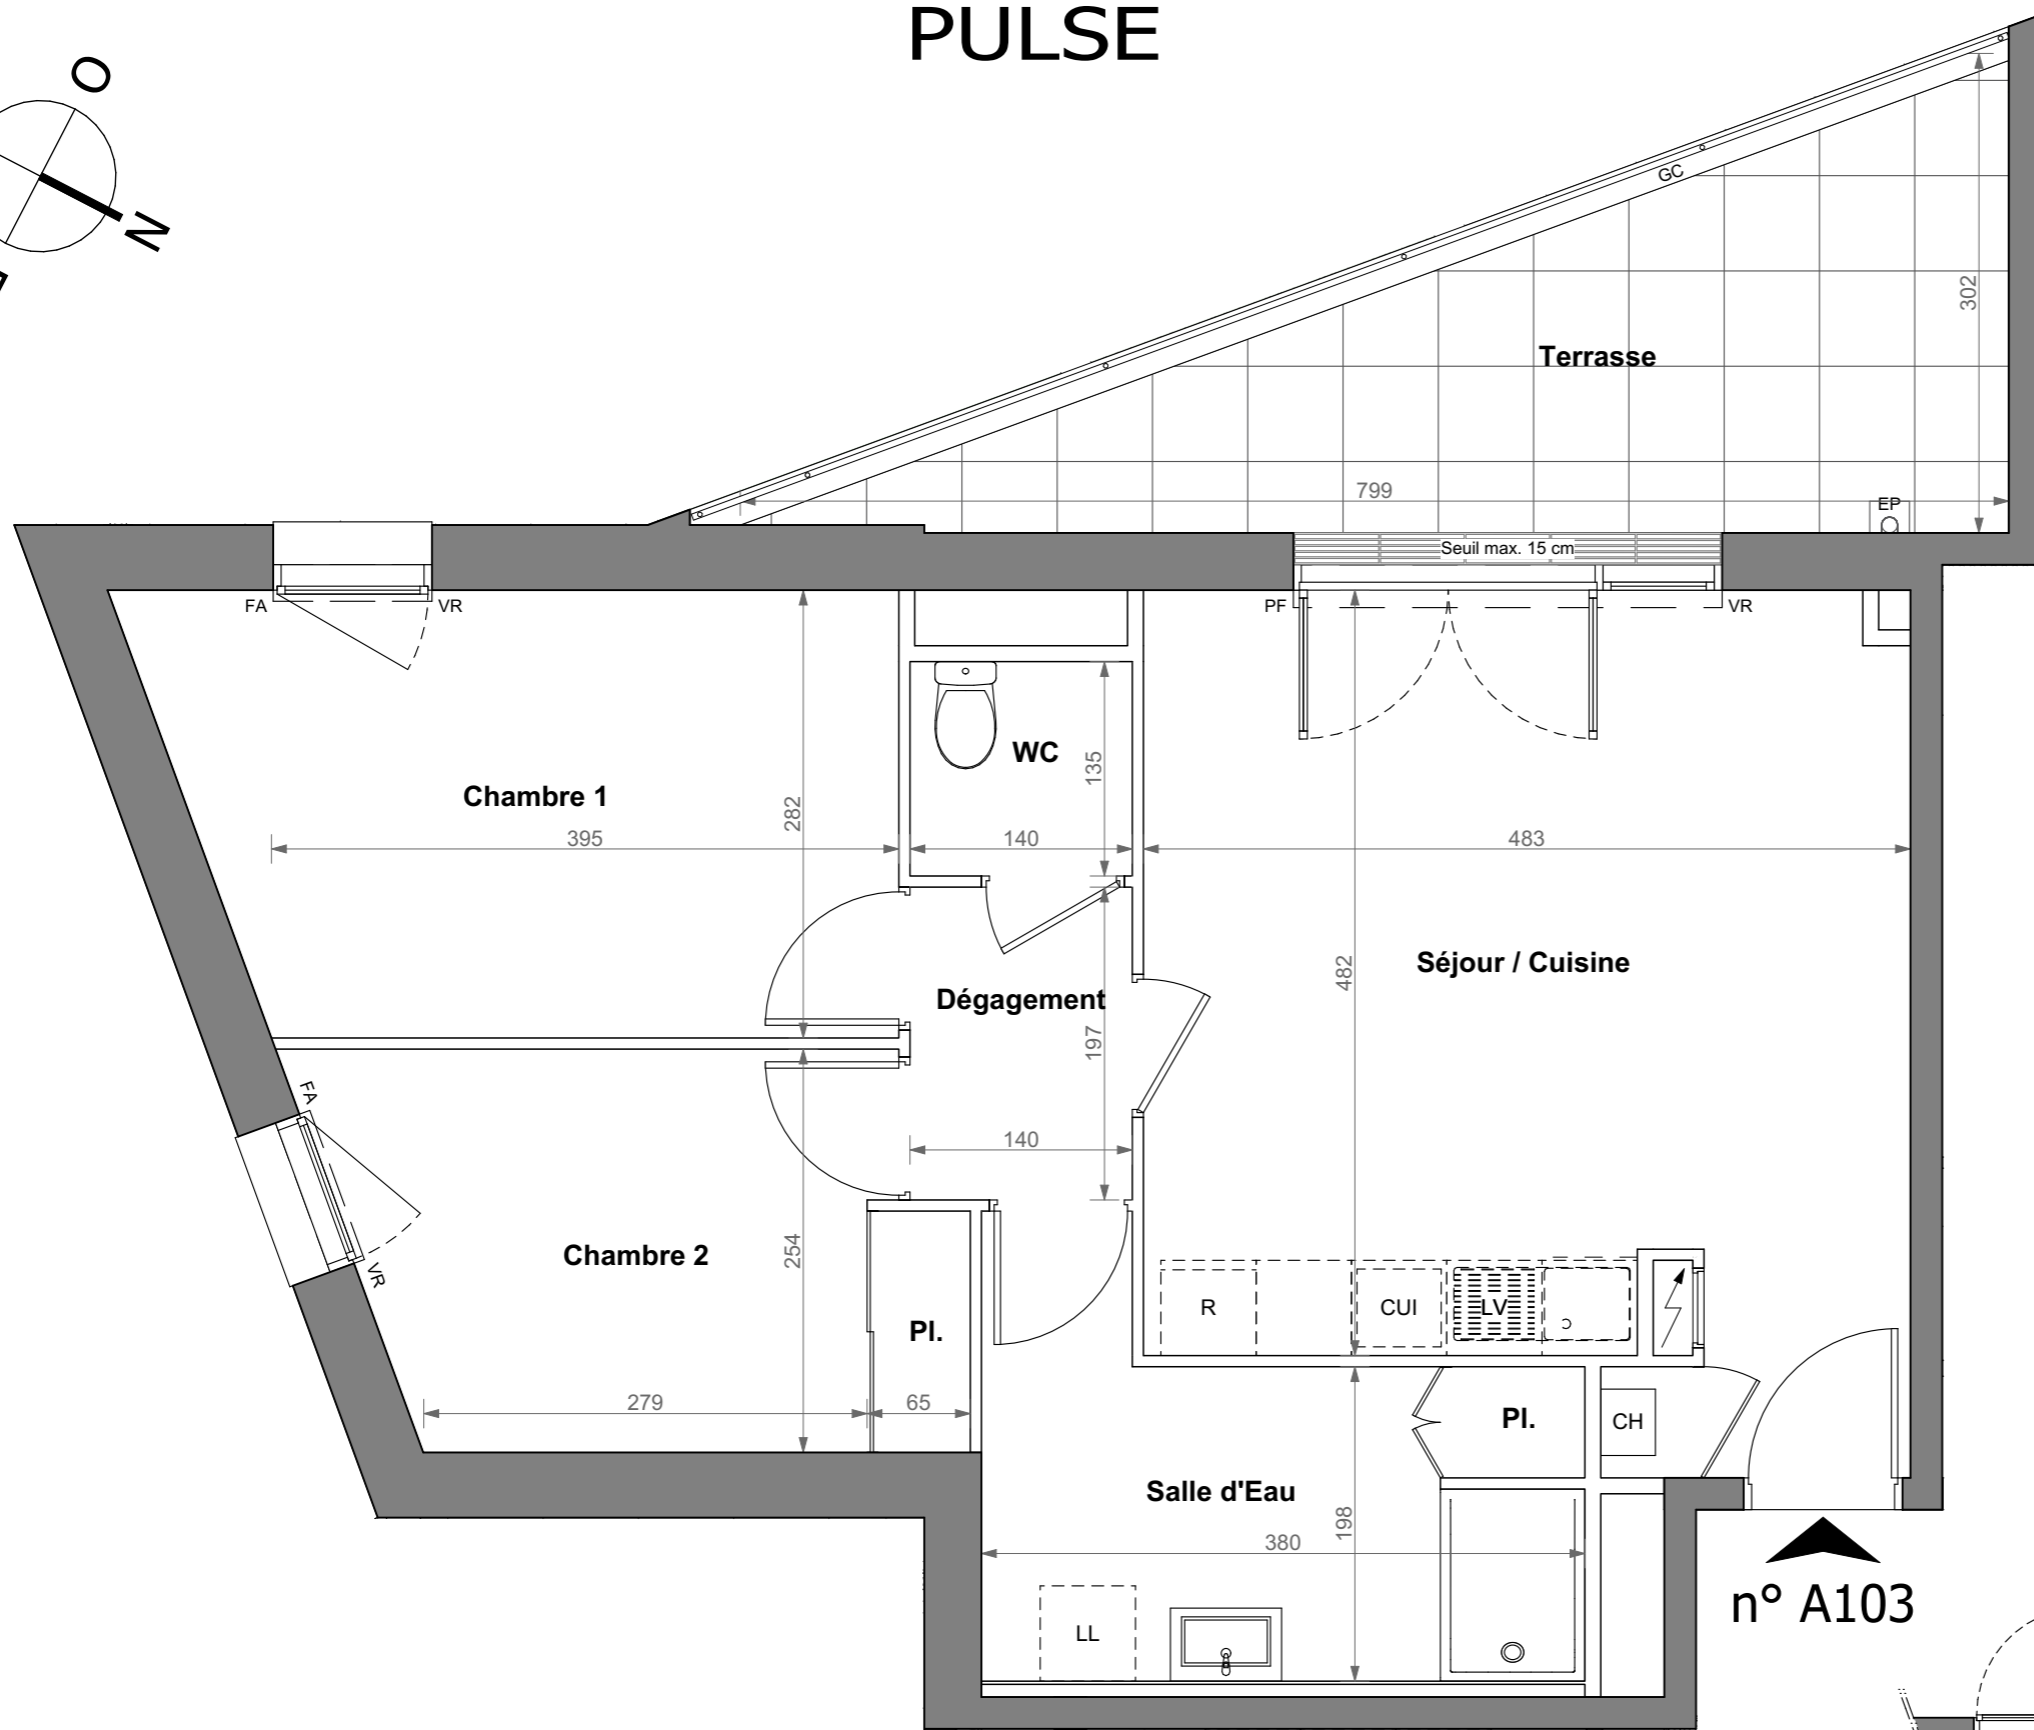 PULSE
O
N
GC
302
Terrasse
799
EP
Seuil max. 15 cm
FA
VR
PF
VR
WC
135
Chambre 1
282
395
140
483
Séjour / Cuisine
482
Dégagement
197
FA
140
VR
Chambre 2
254
R
CUI
LV
Pl.
279
65
Pl.
CH
Salle d'Eau
198
380
n° A103
LL